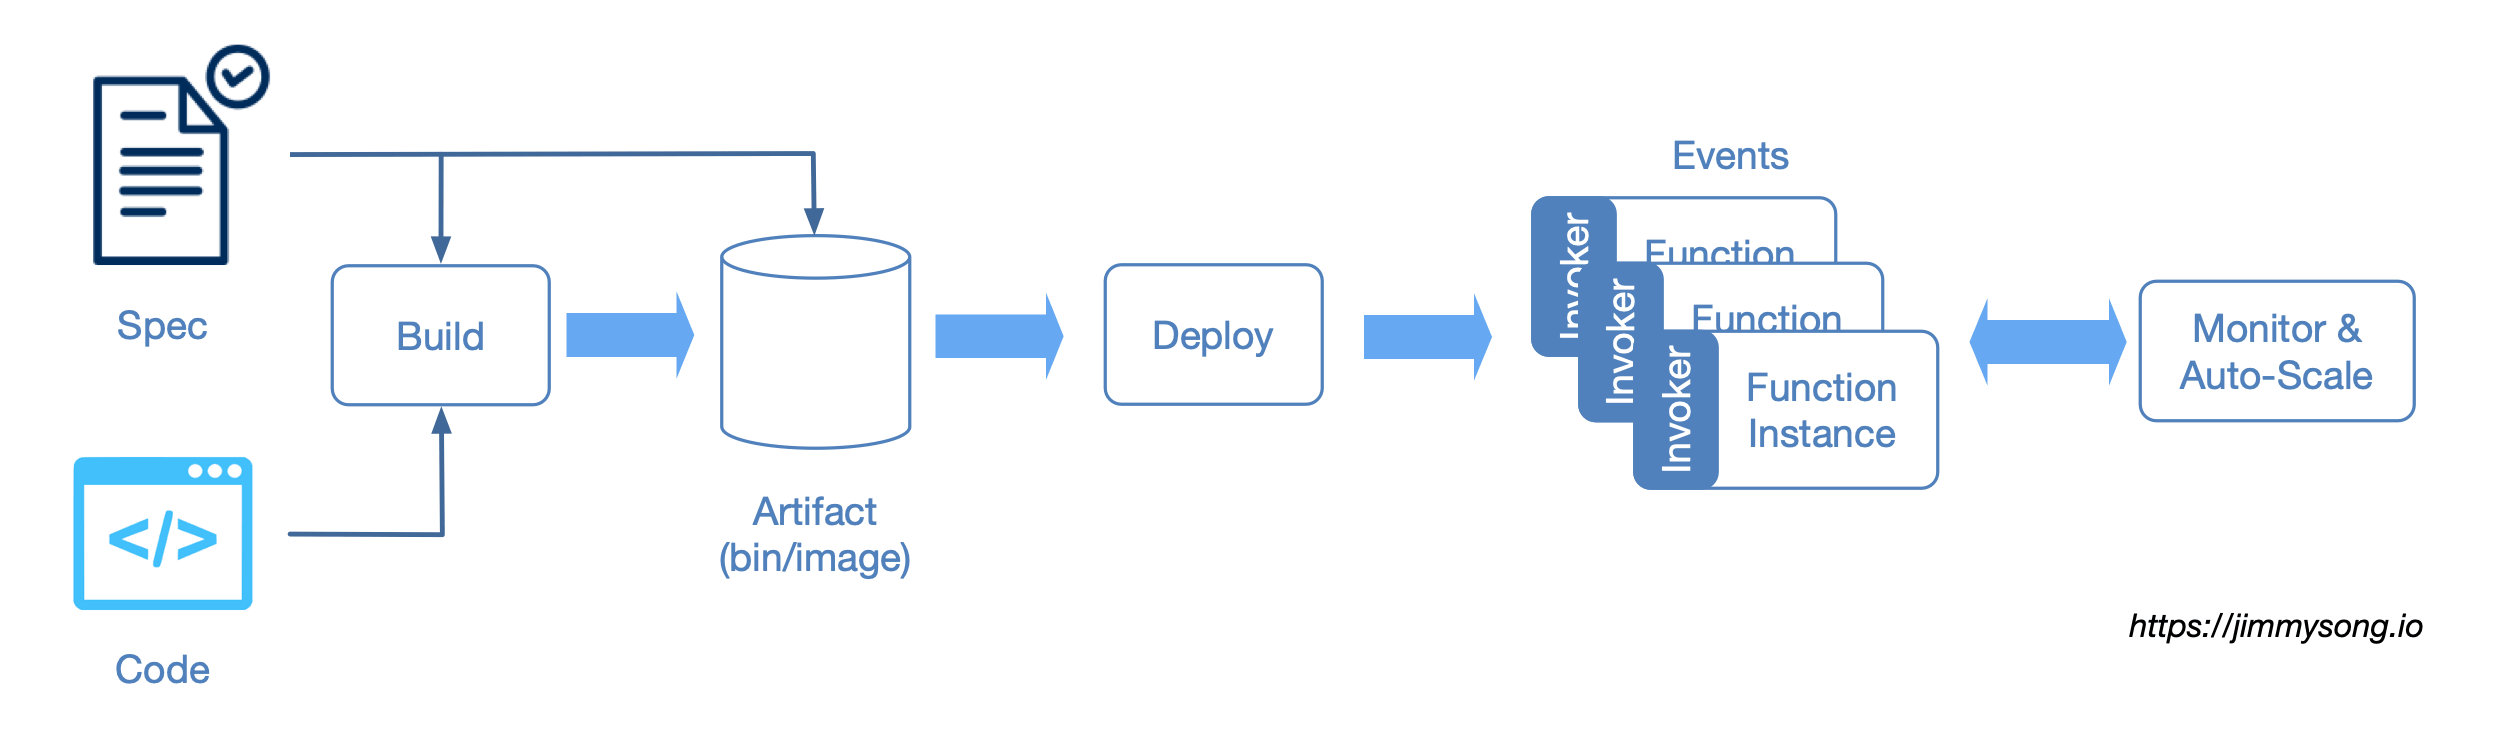 Spec
Code
</>
Build
Artifact
(bin/image)
Deploy
Events
Invoker
Function
Invoker
Function
Invoker
Function
Instance
Monitor &
Auto-Scale
https://jimmysong.io